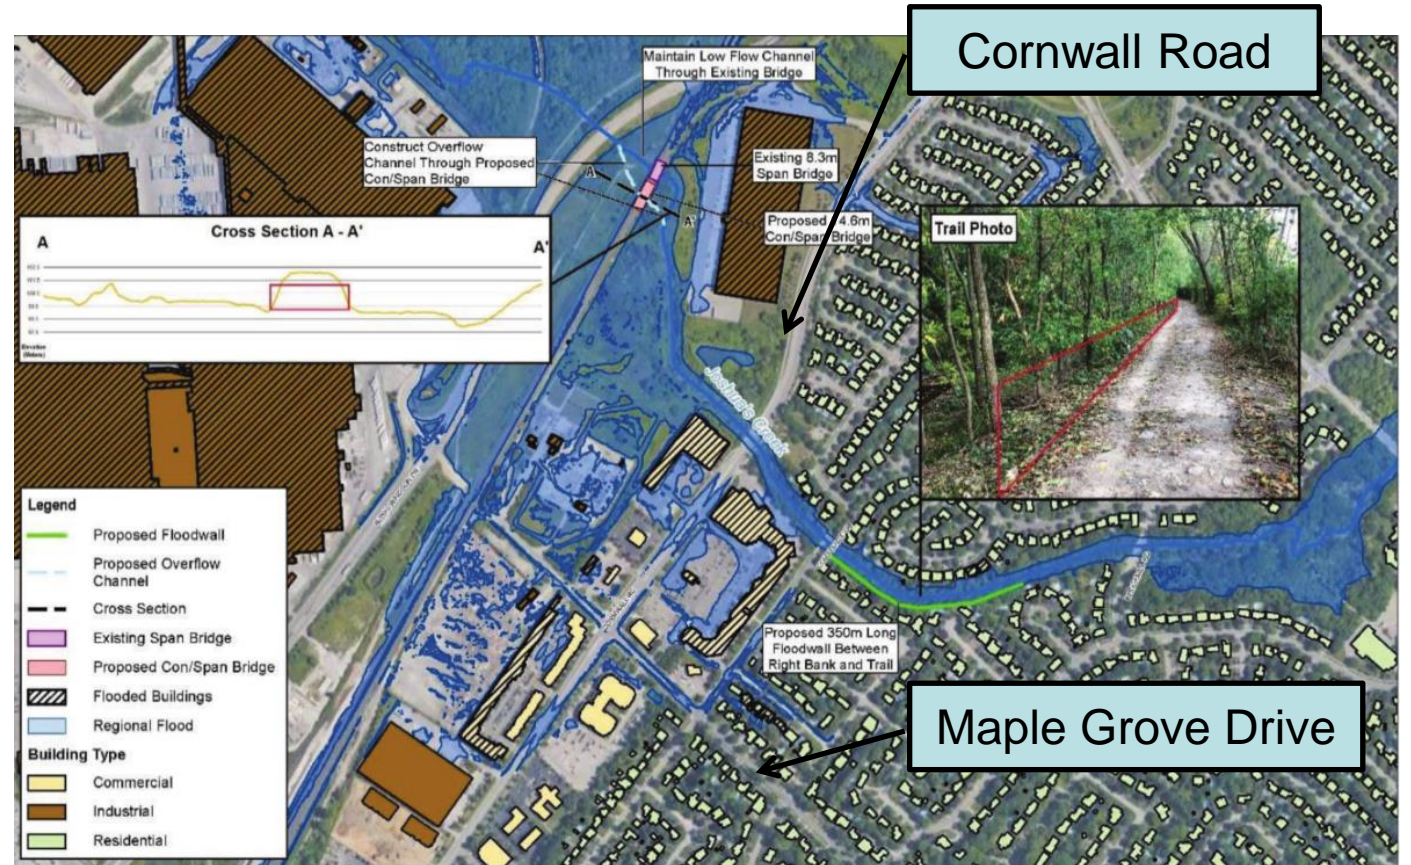 Cornwall Road
Maintain Low Flow Channel
Through Existing Bridge
Construct Overflow
Channel Through Proposed
Con/Span Bridge
Existing 8.3m
Span Bridge
A
A'
Con/Span Bridge
Cross Section A - A'
A
A'
Trail Photo
Joshua's Creek
Legend
Proposed Floodwall
Proposed Overflow
Channel
Cross Section
Existing Span Bridge
Proposed Con/Span Bridge
Flooded Buildings
Regional Flood
Building Type
Commercial
Industrial
Residential
Proposed 350m Long
Floodwall Between
Right Bank and Trail
Maple Grove Drive